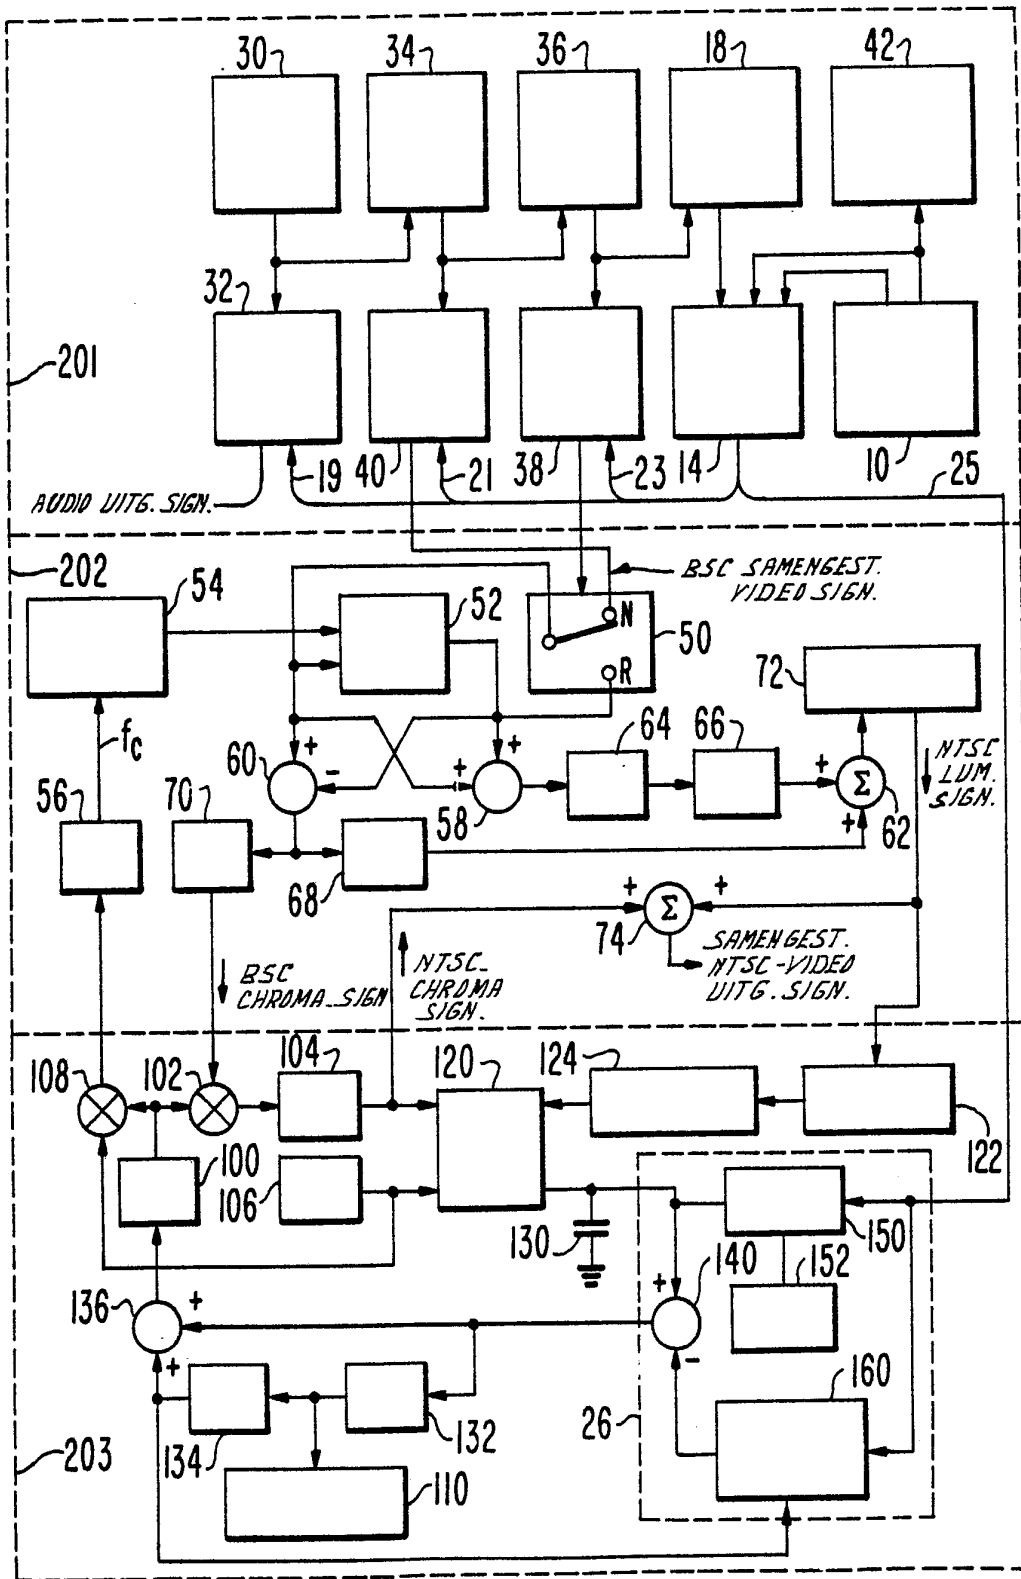 30 34 36 18 42
32
201
19 40 21 38 23 14 10 25
AUDIO UITG. SIGN.
202
54 52
BSC SAMENGEST.
VIDEO SIGN.
N
50
R
72
fc
60 + - + + 58 64 66 + Σ + 62
NTSC
LUM.
SIGN.
56 70
68
+ Σ + 74
SAMENGEST.
NTSC-VIDEO
UITG. SIGN.
BSC
CHROMA_SIGN
NTSC_
CHROMA
SIGN.
108 102 104 120 124 122
100 106
130 140 150
152
136 + + + -
134 132
26 160
203
110